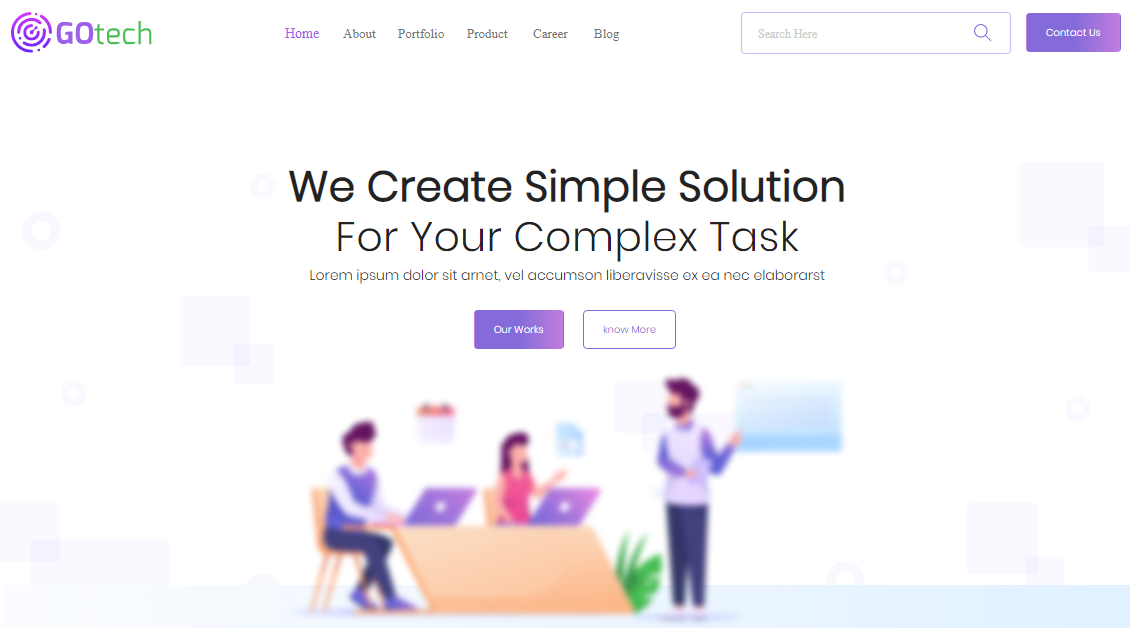 GOtech
Home About Portfolio Product Career Blog
Search Here
Contact Us
We Create Simple Solution
For Your Complex Task
Lorem ipsum dolor sit arnet, vel accumson liberavisse ex ea nec elaborarst
Our Works
know More